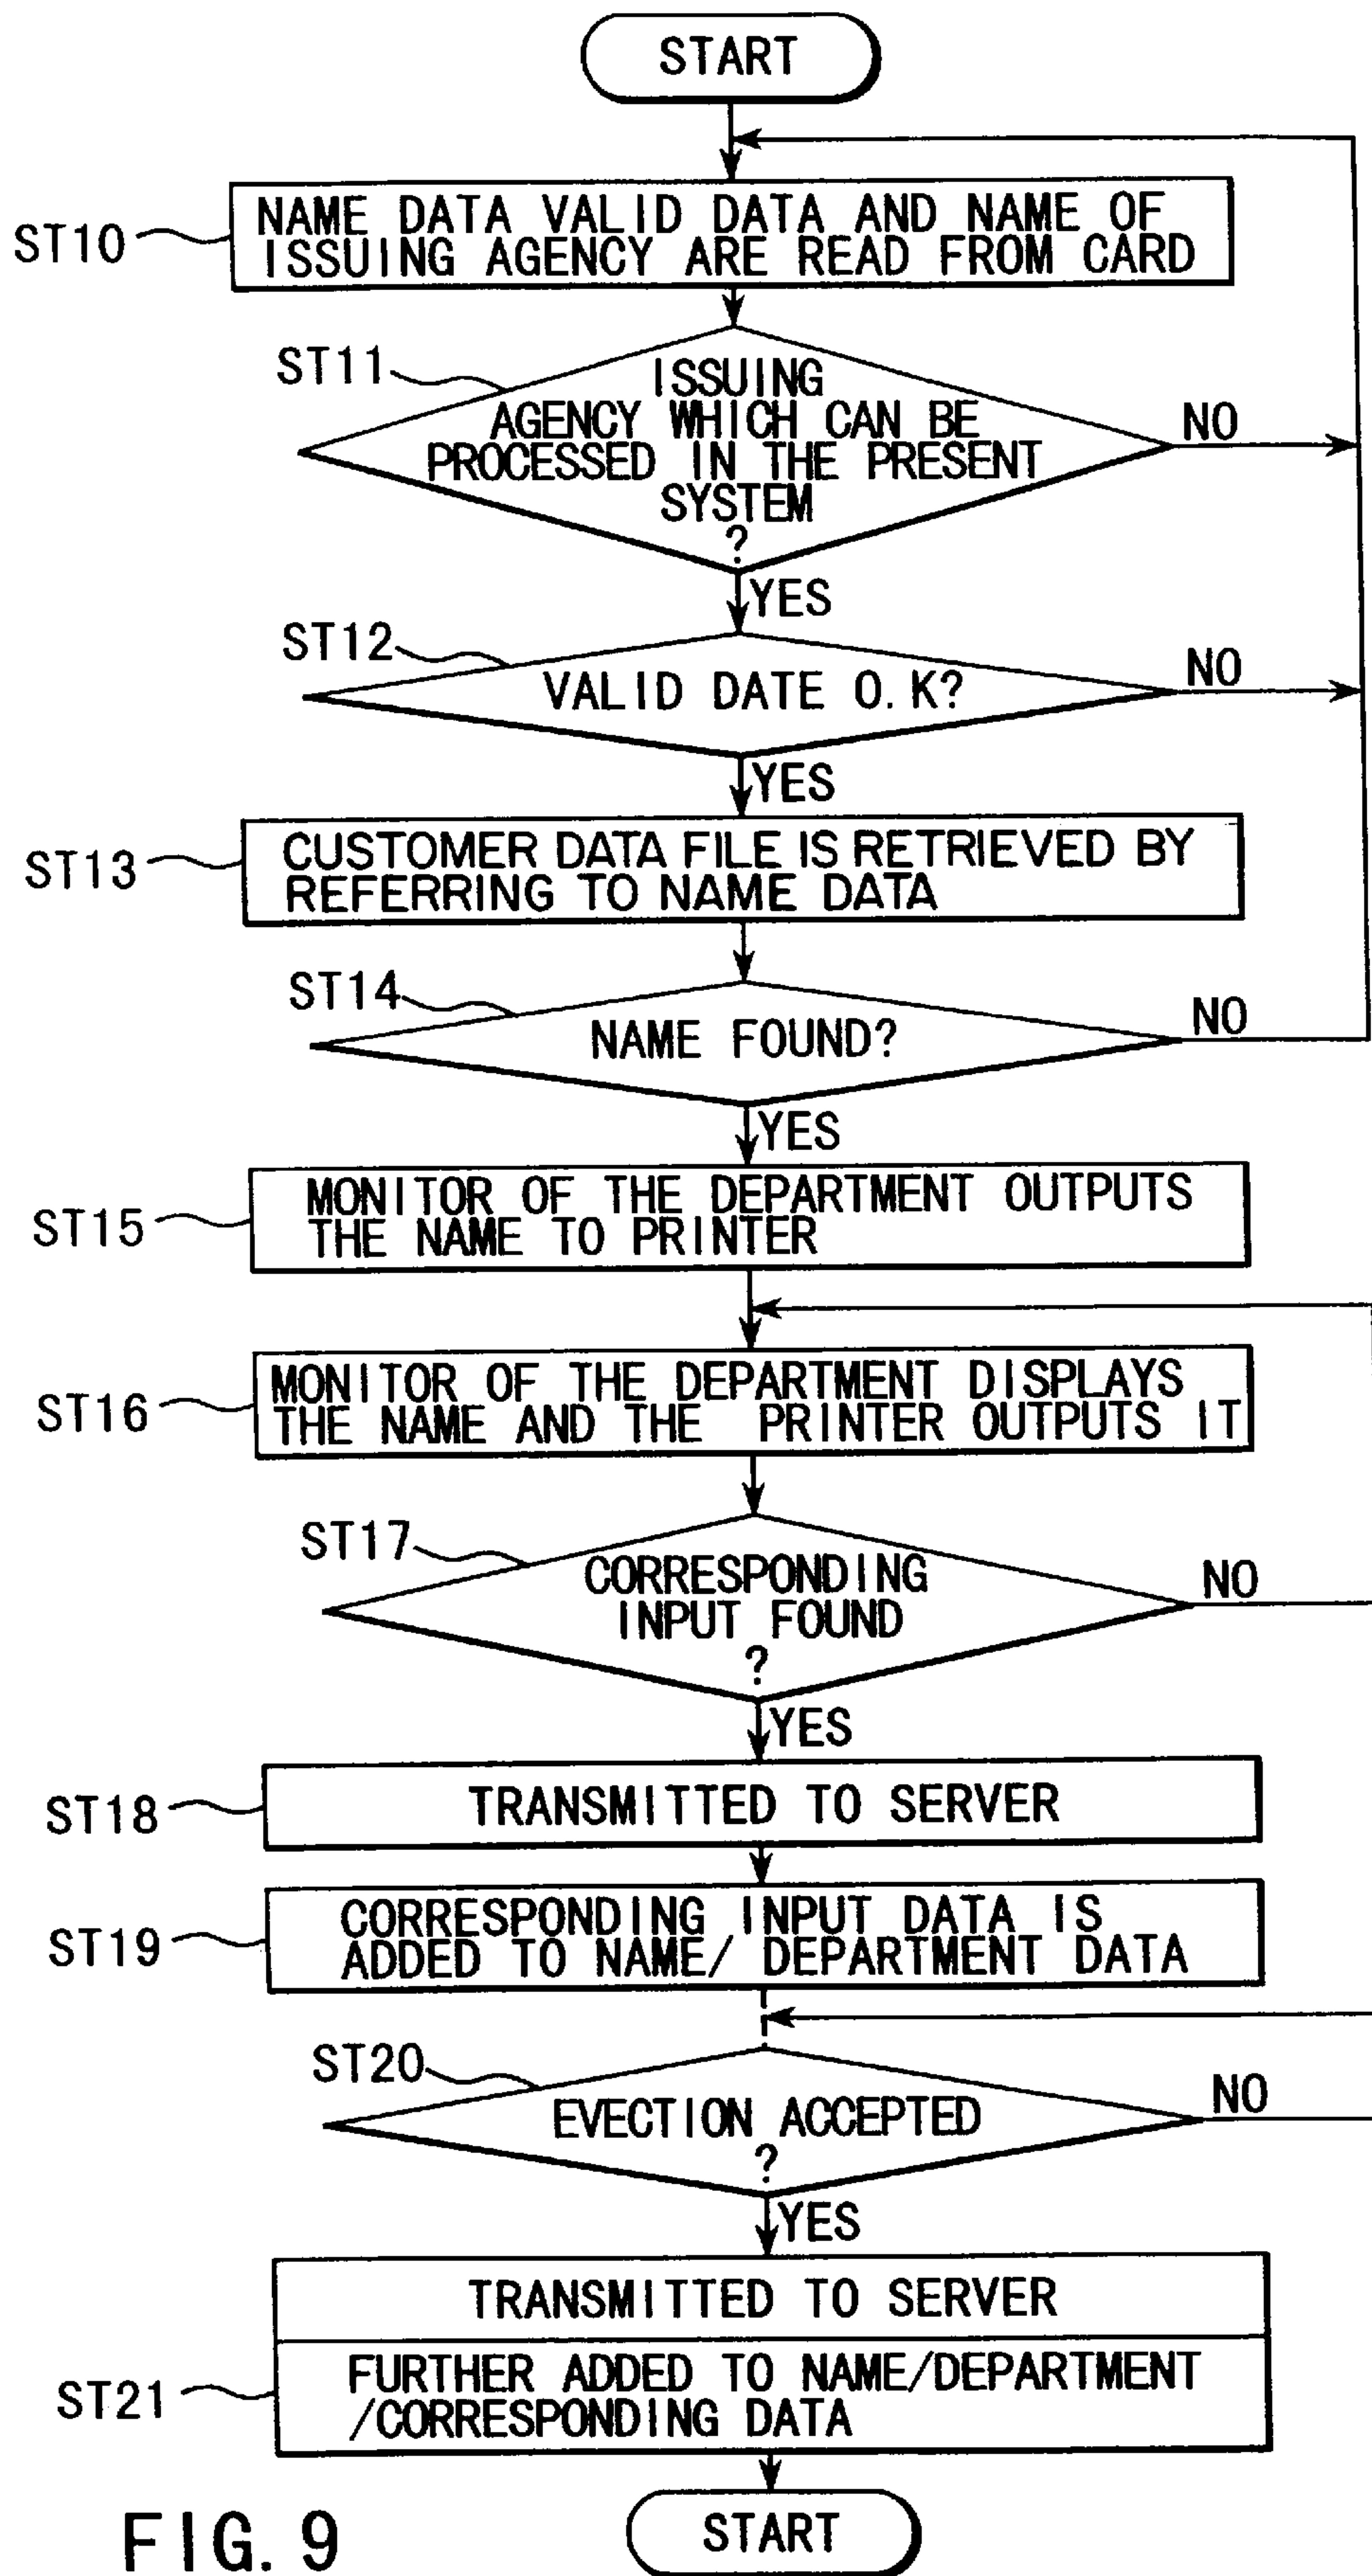 START
ST10
NAME DATA VALID DATA AND NAME OF
ISSUING AGENCY ARE READ FROM CARD
ST11
ISSUING
AGENCY WHICH CAN BE
PROCESSED IN THE PRESENT
SYSTEM
?
NO
YES
ST12
VALID DATE O.K?
NO
YES
ST13
CUSTOMER DATA FILE IS RETRIEVED BY
REFERRING TO NAME DATA
ST14
NAME FOUND?
NO
YES
ST15
MONITOR OF THE DEPARTMENT OUTPUTS
THE NAME TO PRINTER
ST16
MONITOR OF THE DEPARTMENT DISPLAYS
THE NAME AND THE PRINTER OUTPUTS IT
ST17
CORRESPONDING
INPUT FOUND
?
NO
YES
ST18
TRANSMITTED TO SERVER
ST19
CORRESPONDING INPUT DATA IS
ADDED TO NAME/ DEPARTMENT DATA
ST20
EVECTION ACCEPTED
?
NO
YES
TRANSMITTED TO SERVER
ST21
FURTHER ADDED TO NAME/DEPARTMENT
/CORRESPONDING DATA
START
FIG. 9